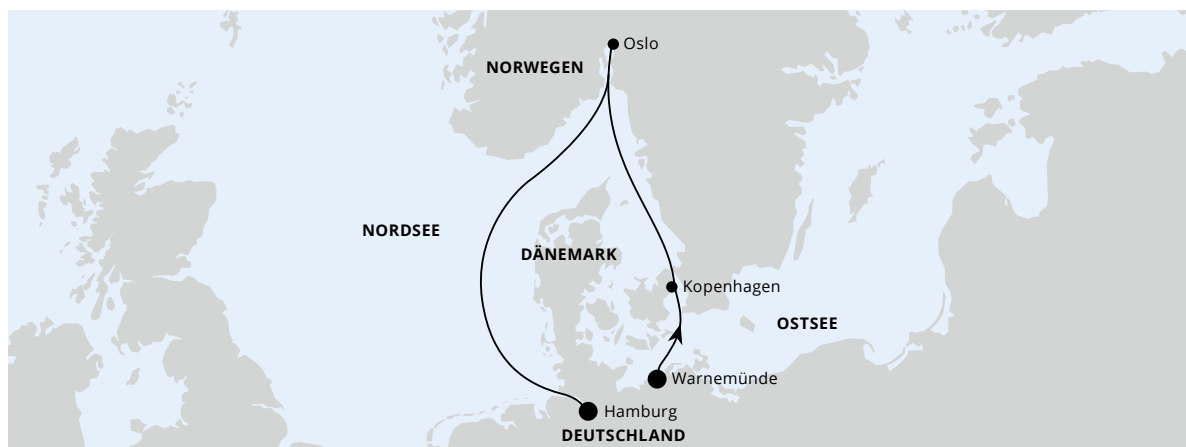 Oslo
NORWEGEN
NORDSEE
DÄNEMARK
Kopenhagen
OSTSEE
Warnemünde
Hamburg
DEUTSCHLAND